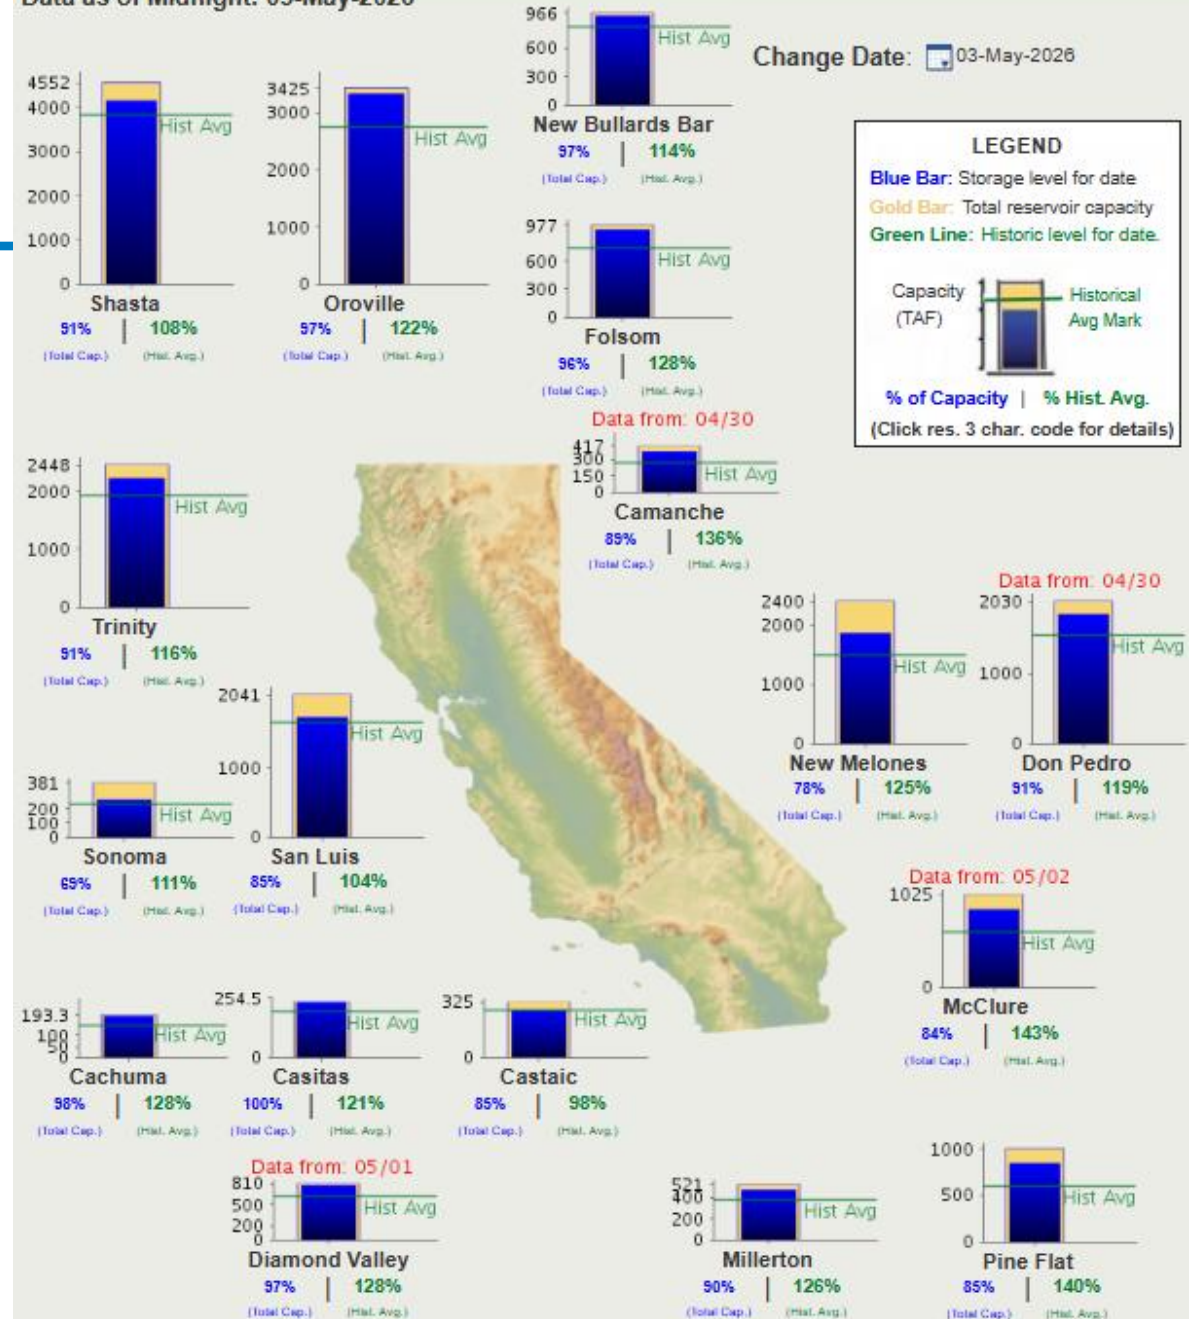 Data as of Midnight: 03-May-2026
Change Date: 03-May-2026
LEGEND
Blue Bar: Storage level for date
Gold Bar: Total reservoir capacity
Green Line: Historic level for date.
Capacity
(TAF)
Historical
Avg Mark
% of Capacity | % Hist. Avg.
(Click res. 3 char. code for details)
4552
4000
3000
2000
1000
0
Hist Avg
Shasta
91% | 108%
(Total Cap.) (Hist. Avg.)
3425
3000
2000
1000
0
Hist Avg
Oroville
97% | 122%
(Total Cap.) (Hist. Avg.)
966
600
300
0
Hist Avg
New Bullards Bar
97% | 114%
(Total Cap.) (Hist. Avg.)
977
600
300
0
Hist Avg
Folsom
96% | 128%
(Total Cap.) (Hist. Avg.)
Data from: 04/30
417
300
150
0
Hist Avg
Camanche
89% | 136%
(Total Cap.) (Hist. Avg.)
2448
2000
1000
0
Hist Avg
Trinity
91% | 116%
(Total Cap.) (Hist. Avg.)
2400
2000
1000
0
Hist Avg
New Melones
78% | 125%
(Total Cap.) (Hist. Avg.)
Data from: 04/30
2030
1000
0
Hist Avg
Don Pedro
91% | 119%
(Total Cap.) (Hist. Avg.)
381
200
100
0
Hist Avg
Sonoma
69% | 111%
(Total Cap.) (Hist. Avg.)
2041
1000
0
Hist Avg
San Luis
85% | 104%
(Total Cap.) (Hist. Avg.)
Data from: 05/02
1025
0
Hist Avg
McClure
84% | 143%
(Total Cap.) (Hist. Avg.)
193.3
100
50
0
Hist Avg
Cachuma
98% | 128%
(Total Cap.) (Hist. Avg.)
254.5
0
Hist Avg
Casitas
100% | 121%
(Total Cap.) (Hist. Avg.)
325
0
Hist Avg
Castaic
85% | 98%
(Total Cap.) (Hist. Avg.)
Data from: 05/01
810
500
200
0
Hist Avg
Diamond Valley
97% | 128%
(Total Cap.) (Hist. Avg.)
521
400
200
0
Hist Avg
Millerton
90% | 126%
(Total Cap.) (Hist. Avg.)
1000
500
0
Hist Avg
Pine Flat
85% | 140%
(Total Cap.) (Hist. Avg.)